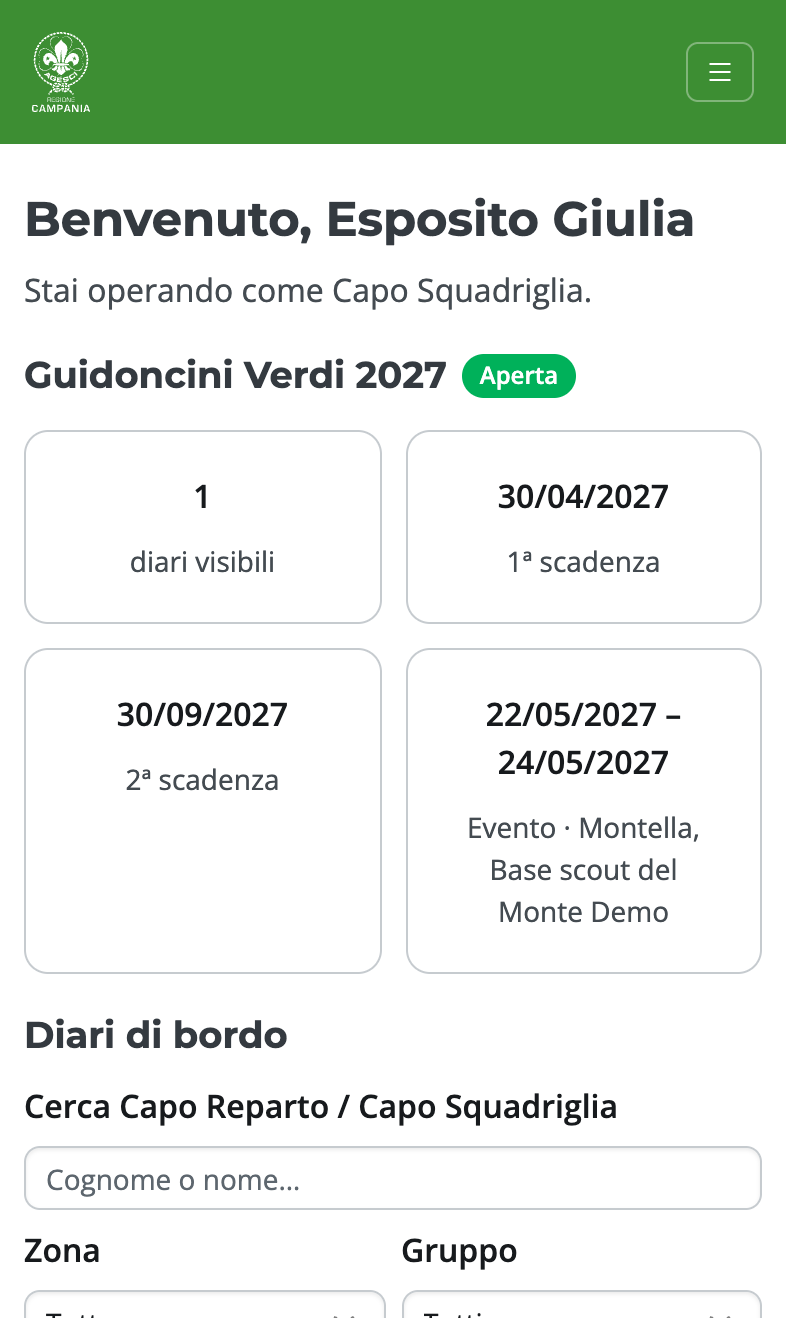 AGESCI
REGIONE
CAMPANIA
Benvenuto, Esposito Giulia
Stai operando come Capo Squadriglia.
Guidoncini Verdi 2027 Aperta
1
diari visibili
30/04/2027
1ª scadenza
30/09/2027
2ª scadenza
22/05/2027 –
24/05/2027
Evento · Montella,
Base scout del
Monte Demo
Diari di bordo
Cerca Capo Reparto / Capo Squadriglia
Cognome o nome...
Zona Gruppo